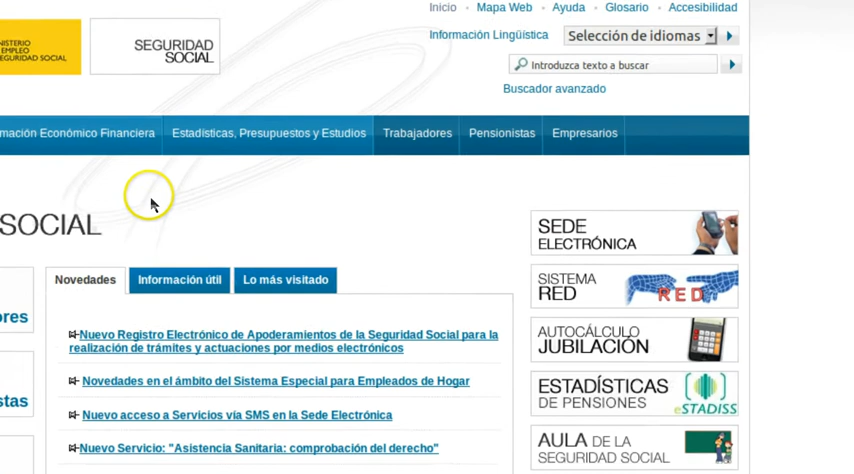 Inicio • Mapa Web • Ayuda • Glosario • Accesibilidad
NISTERIO
EMPLEO
SEGURIDAD SOCIAL
SEGURIDAD
SOCIAL
Información Lingüística
Selección de idiomas
Introduzca texto a buscar
Buscador avanzado
mación Económico Financiera
Estadísticas, Presupuestos y Estudios
Trabajadores
Pensionistas
Empresarios
SOCIAL
Novedades
Información útil
Lo más visitado
ores
stas
Nuevo Registro Electrónico de Apoderamientos de la Seguridad Social para la
realización de trámites y actuaciones por medios electrónicos
Novedades en el ámbito del Sistema Especial para Empleados de Hogar
Nuevo acceso a Servicios vía SMS en la Sede Electrónica
Nuevo Servicio: "Asistencia Sanitaria: comprobación del derecho"
SEDE
ELECTRÓNICA
SISTEMA
RED
RED
AUTOCÁLCULO
JUBILACIÓN
ESTADÍSTICAS
DE PENSIONES
eSTADISS
AULA DE LA
SEGURIDAD SOCIAL